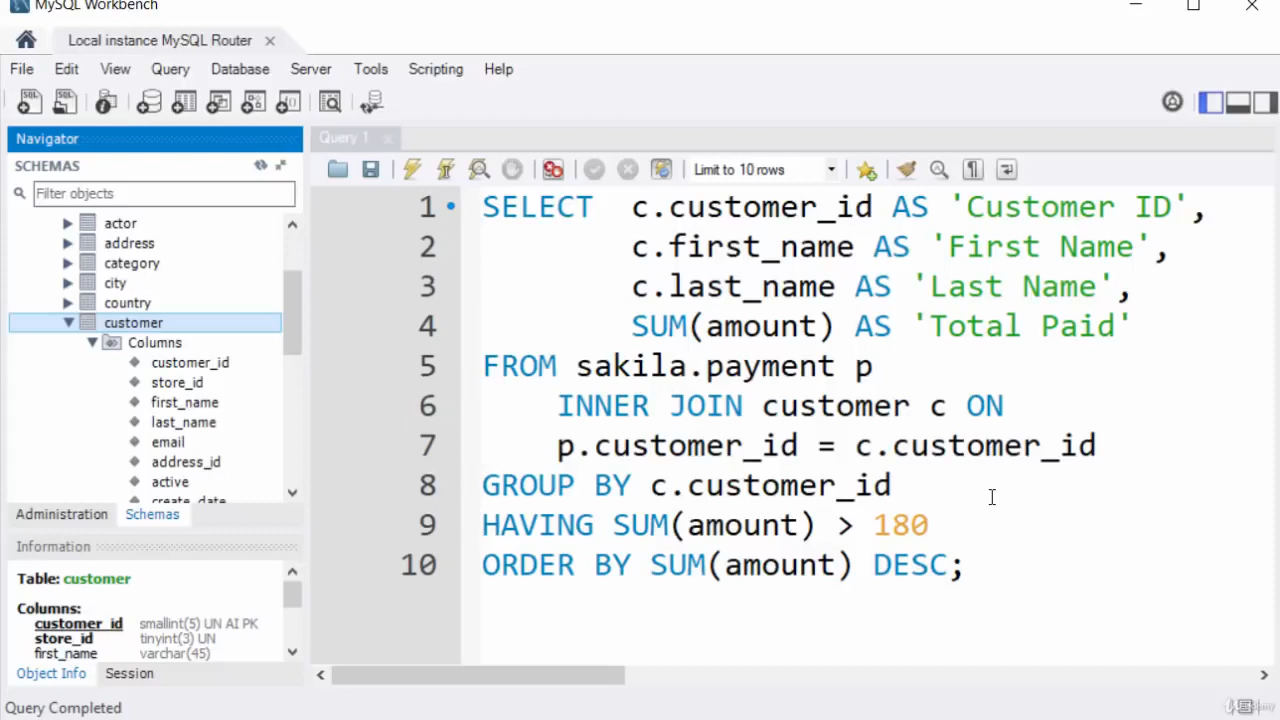 MySQL Workbench
Local instance MySQL Router
File Edit View Query Database Server Tools Scripting Help
Navigator
Query 1
SCHEMAS
Limit to 10 rows
Filter objects
actor
address
category
city
country
customer
Columns
customer_id
store_id
first_name
last_name
email
address_id
active
create_date
Administration Schemas
Information
Table: customer
Columns:
customer_id smallint(5) UN AI PK
store_id tinyint(3) UN
first_name varchar(45)
Object Info Session
Query Completed
1 SELECT c.customer_id AS 'Customer ID',
2 c.first_name AS 'First Name',
3 c.last_name AS 'Last Name',
4 SUM(amount) AS 'Total Paid'
5 FROM sakila.payment p
6 INNER JOIN customer c ON
7 p.customer_id = c.customer_id
8 GROUP BY c.customer_id
9 HAVING SUM(amount) > 180
10 ORDER BY SUM(amount) DESC;